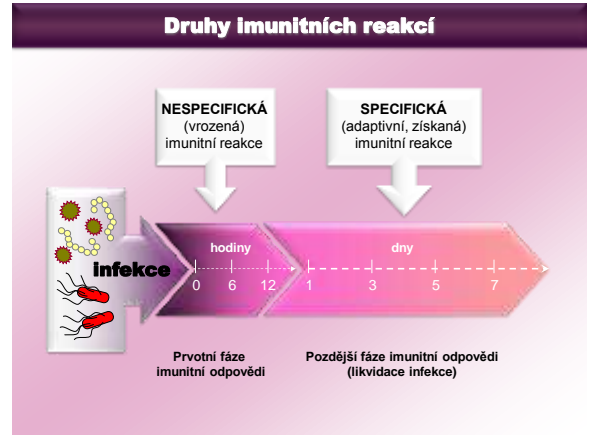 Druhy imunitních reakcí
NESPECIFICKÁ
(vrozená)
imunitní reakce
SPECIFICKÁ
(adaptivní, získaná)
imunitní reakce
infekce
hodiny
0 6 12
dny
1 3 5 7
Prvotní fáze
imunitní odpovědi
Pozdější fáze imunitní odpovědi
(likvidace infekce)